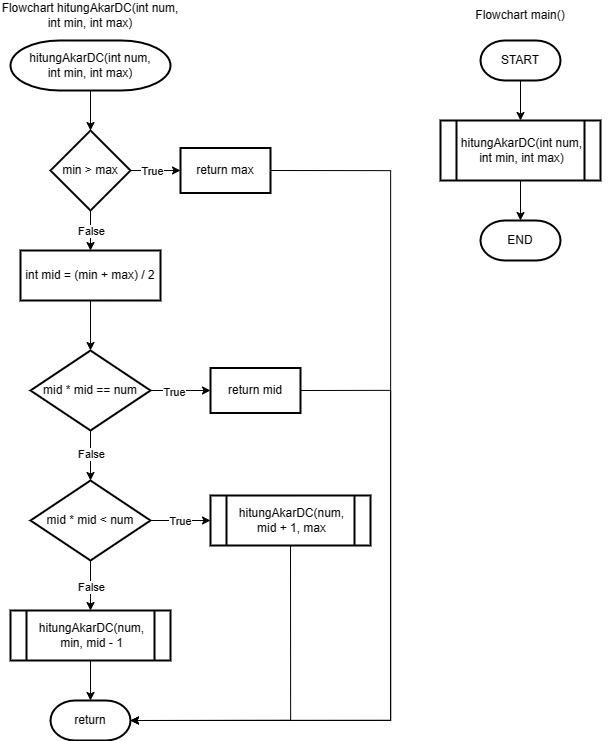 Flowchart hitungAkarDC(int num,
int min, int max)
hitungAkarDC(int num,
int min, int max)
min > max
True
return max
False
int mid = (min + max) / 2
mid * mid == num
True
return mid
False
mid * mid < num
True
hitungAkarDC(num,
mid + 1, max
False
hitungAkarDC(num,
min, mid - 1
return
Flowchart main()
START
hitungAkarDC(int num,
int min, int max)
END